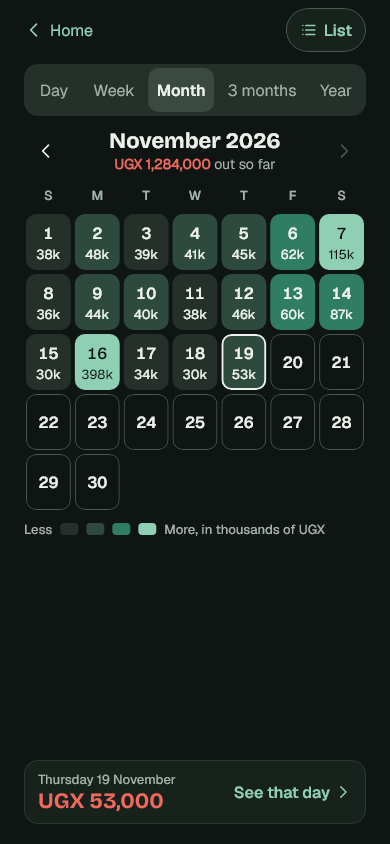 Home
List
Day Week Month 3 months Year
November 2026
UGX 1,284,000 out so far
S M T W T F S
1 2 3 4 5 6 7
38k 48k 39k 41k 45k 62k 115k
8 9 10 11 12 13 14
36k 44k 40k 38k 46k 60k 87k
15 16 17 18 19 20 21
30k 398k 34k 30k 53k
22 23 24 25 26 27 28
29 30
Less More, in thousands of UGX
Thursday 19 November
UGX 53,000
See that day